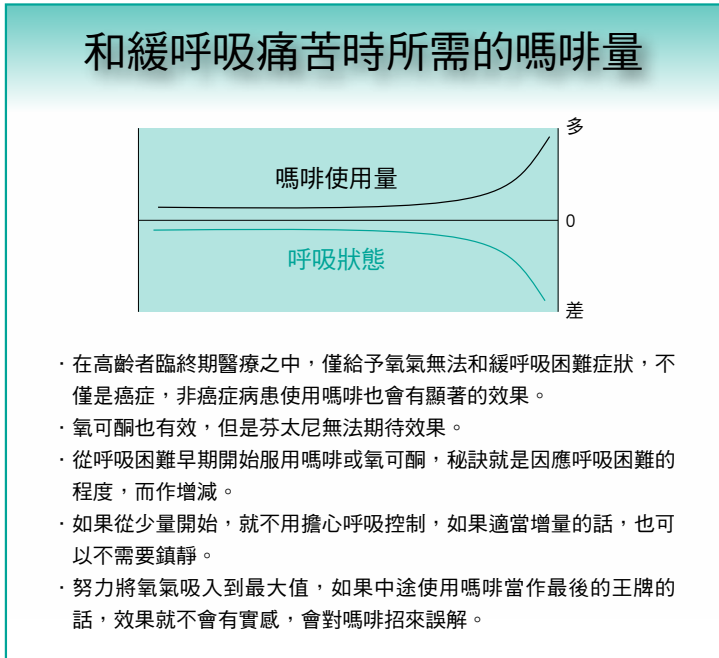 和緩呼吸痛苦時所需的嗎啡量
多
嗎啡使用量
0
呼吸狀態
差
·在高齡者臨終期醫療之中，僅給予氧氣無法和緩呼吸困難症狀，不
僅是癌症，非癌症病患使用嗎啡也會有顯著的效果。
·氧可酮也有效，但是芬太尼無法期待效果。
·從呼吸困難早期開始服用嗎啡或氧可酮，秘訣就是因應呼吸困難的
程度，而作增減。
·如果從少量開始，就不用擔心呼吸控制，如果適當增量的話，也可
以不需要鎮靜。
·努力將氧氣吸入到最大值，如果中途使用嗎啡當作最後的王牌的
話，效果就不會有實感，會對嗎啡招來誤解。